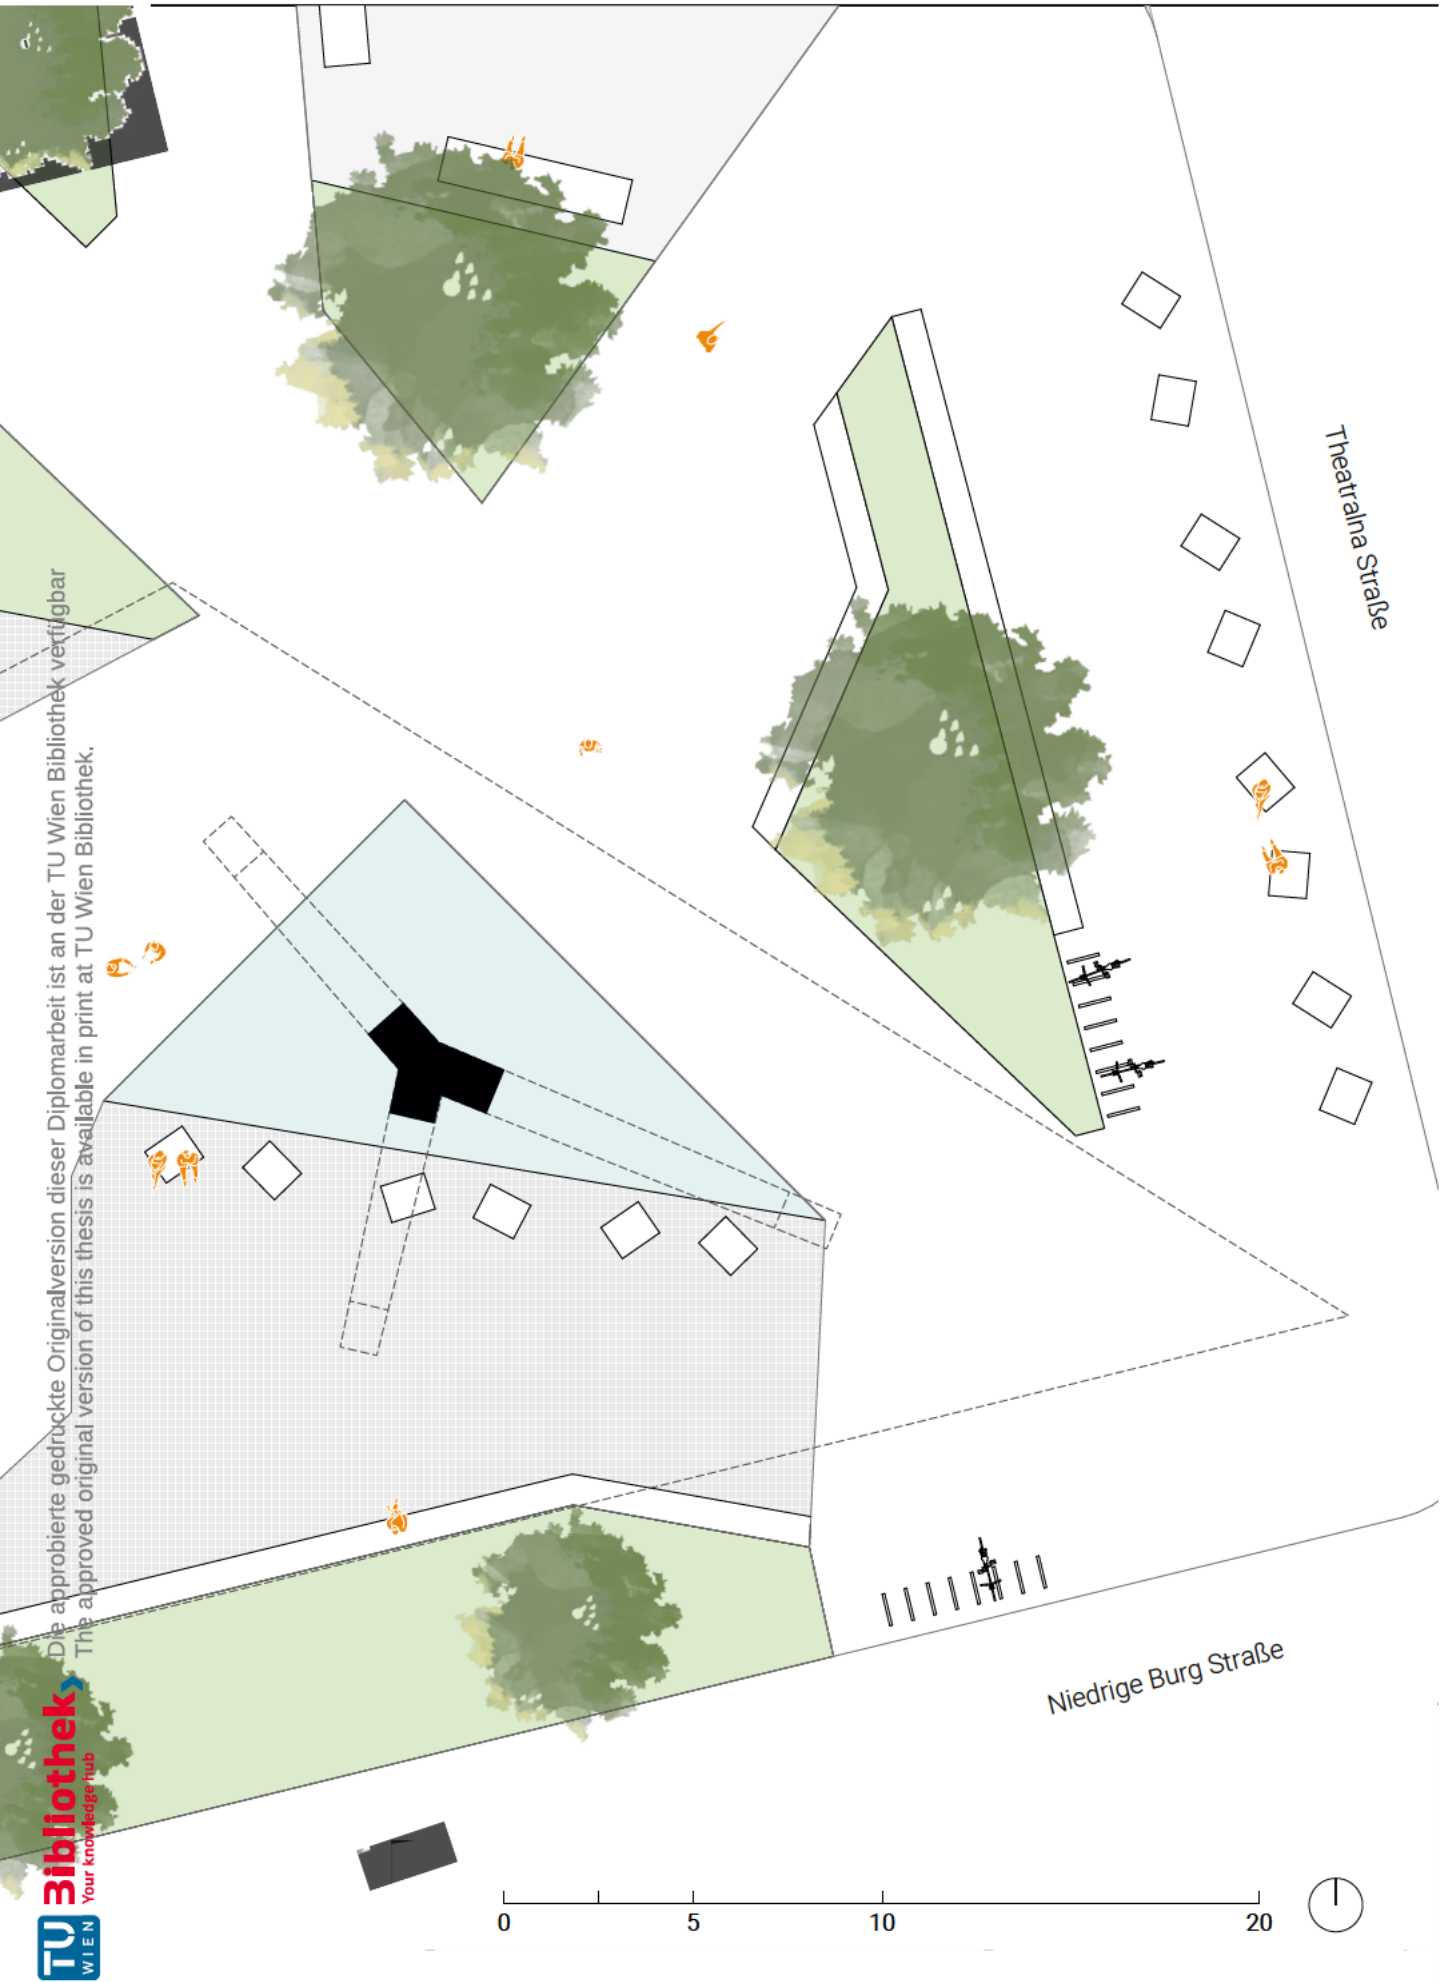 Theatralna Straße
Niedrige Burg Straße
0 5 10 20
Die approbierte gedruckte Originalversion dieser Diplomarbeit ist an der TU Wien Bibliothek verfügbar
The approved original version of this thesis is available in print at TU Wien Bibliothek.
Bibliothek
Your knowledge hub
TU
WIEN